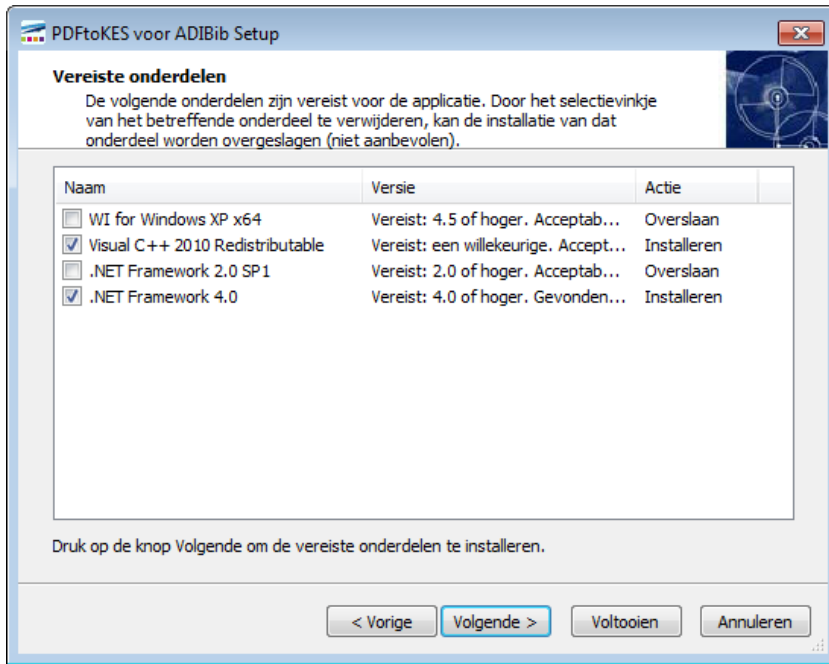 PDFtoKES voor ADIBib Setup
Vereiste onderdelen
De volgende onderdelen zijn vereist voor de applicatie. Door het selectievinkje
van het betreffende onderdeel te verwijderen, kan de installatie van dat
onderdeel worden overgeslagen (niet aanbevolen).
Naam Versie Actie
WI for Windows XP x64 Vereist: 4.5 of hoger. Acceptab... Overslaan
Visual C++ 2010 Redistributable Vereist: een willekeurige. Accept... Installeren
.NET Framework 2.0 SP1 Vereist: 2.0 of hoger. Acceptab... Overslaan
.NET Framework 4.0 Vereist: 4.0 of hoger. Gevonden... Installeren
Druk op de knop Volgende om de vereiste onderdelen te installeren.
< Vorige Volgende > Voltooien Annuleren